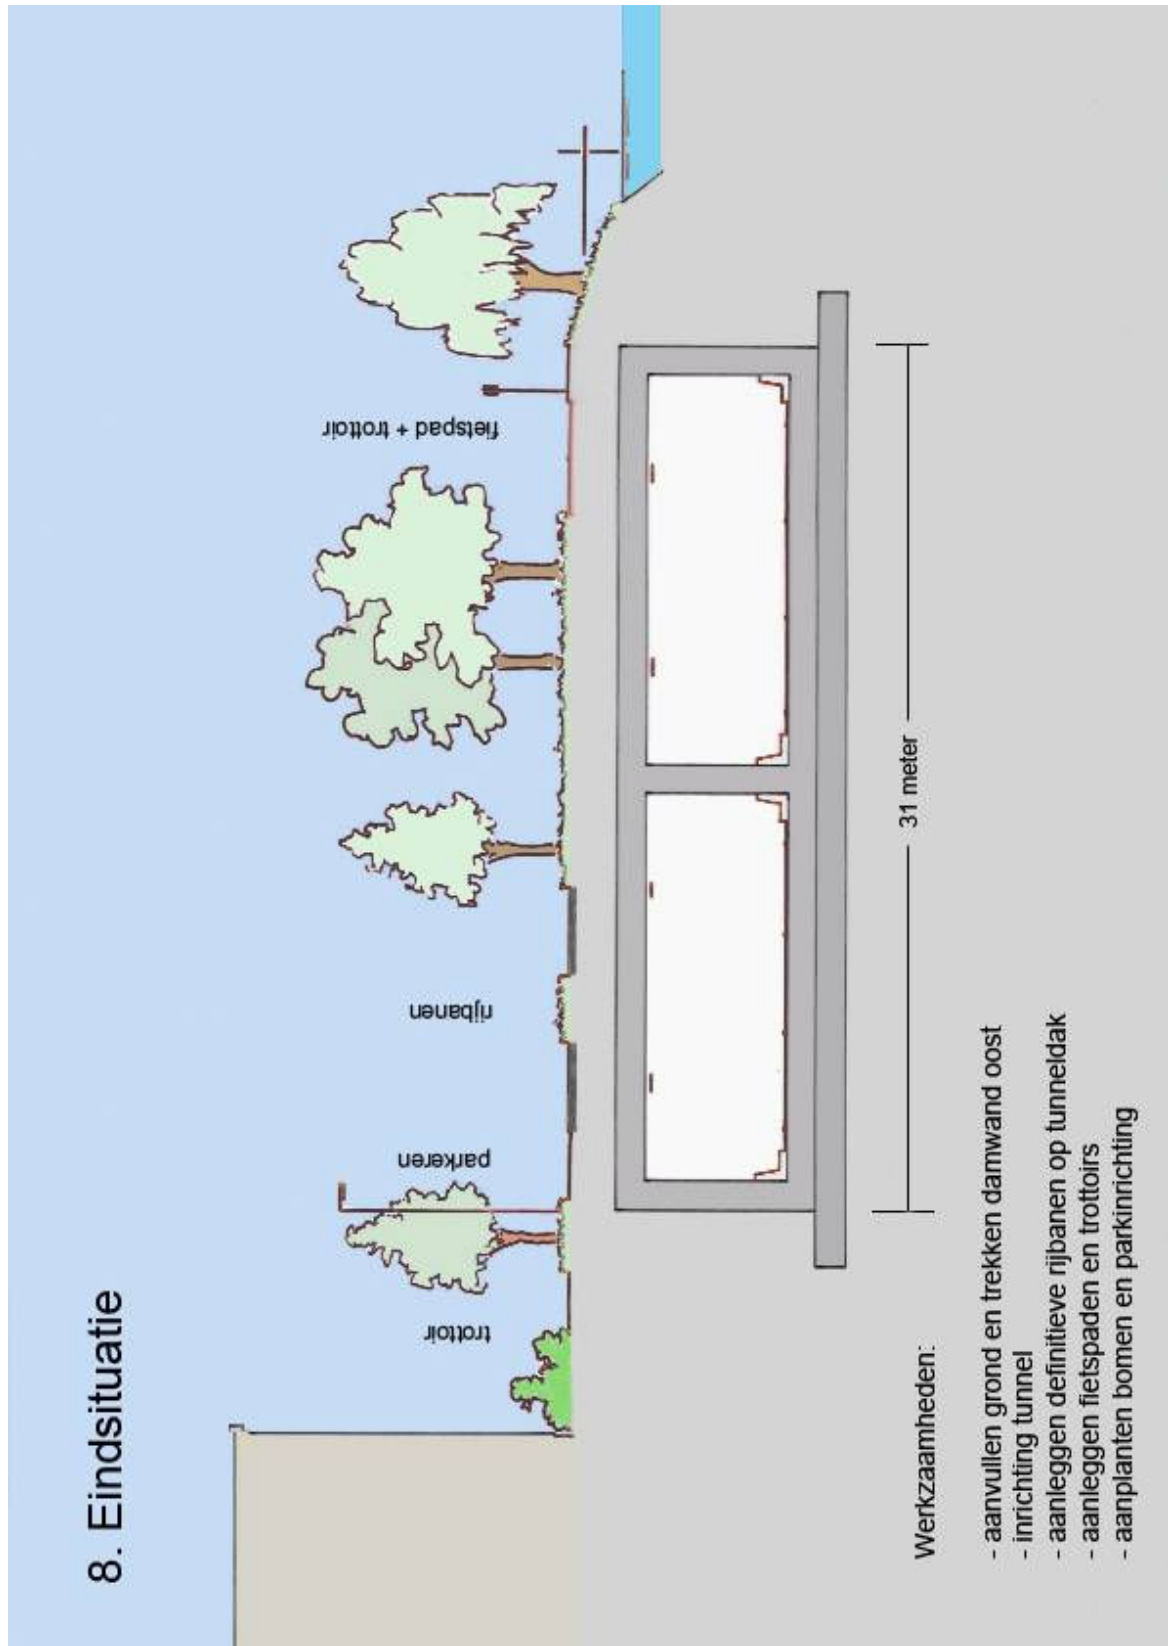 8. Eindsituatie
trottoir
parkeren
rijbanen
fietspad + trottoir
31 meter
Werkzaamheden:
- aanvullen grond en trekken damwand oost
- inrichting tunnel
- aanleggen definitieve rijbanen op tunneldak
- aanleggen fietspaden en trottoirs
- aanplanten bomen en parkinrichting